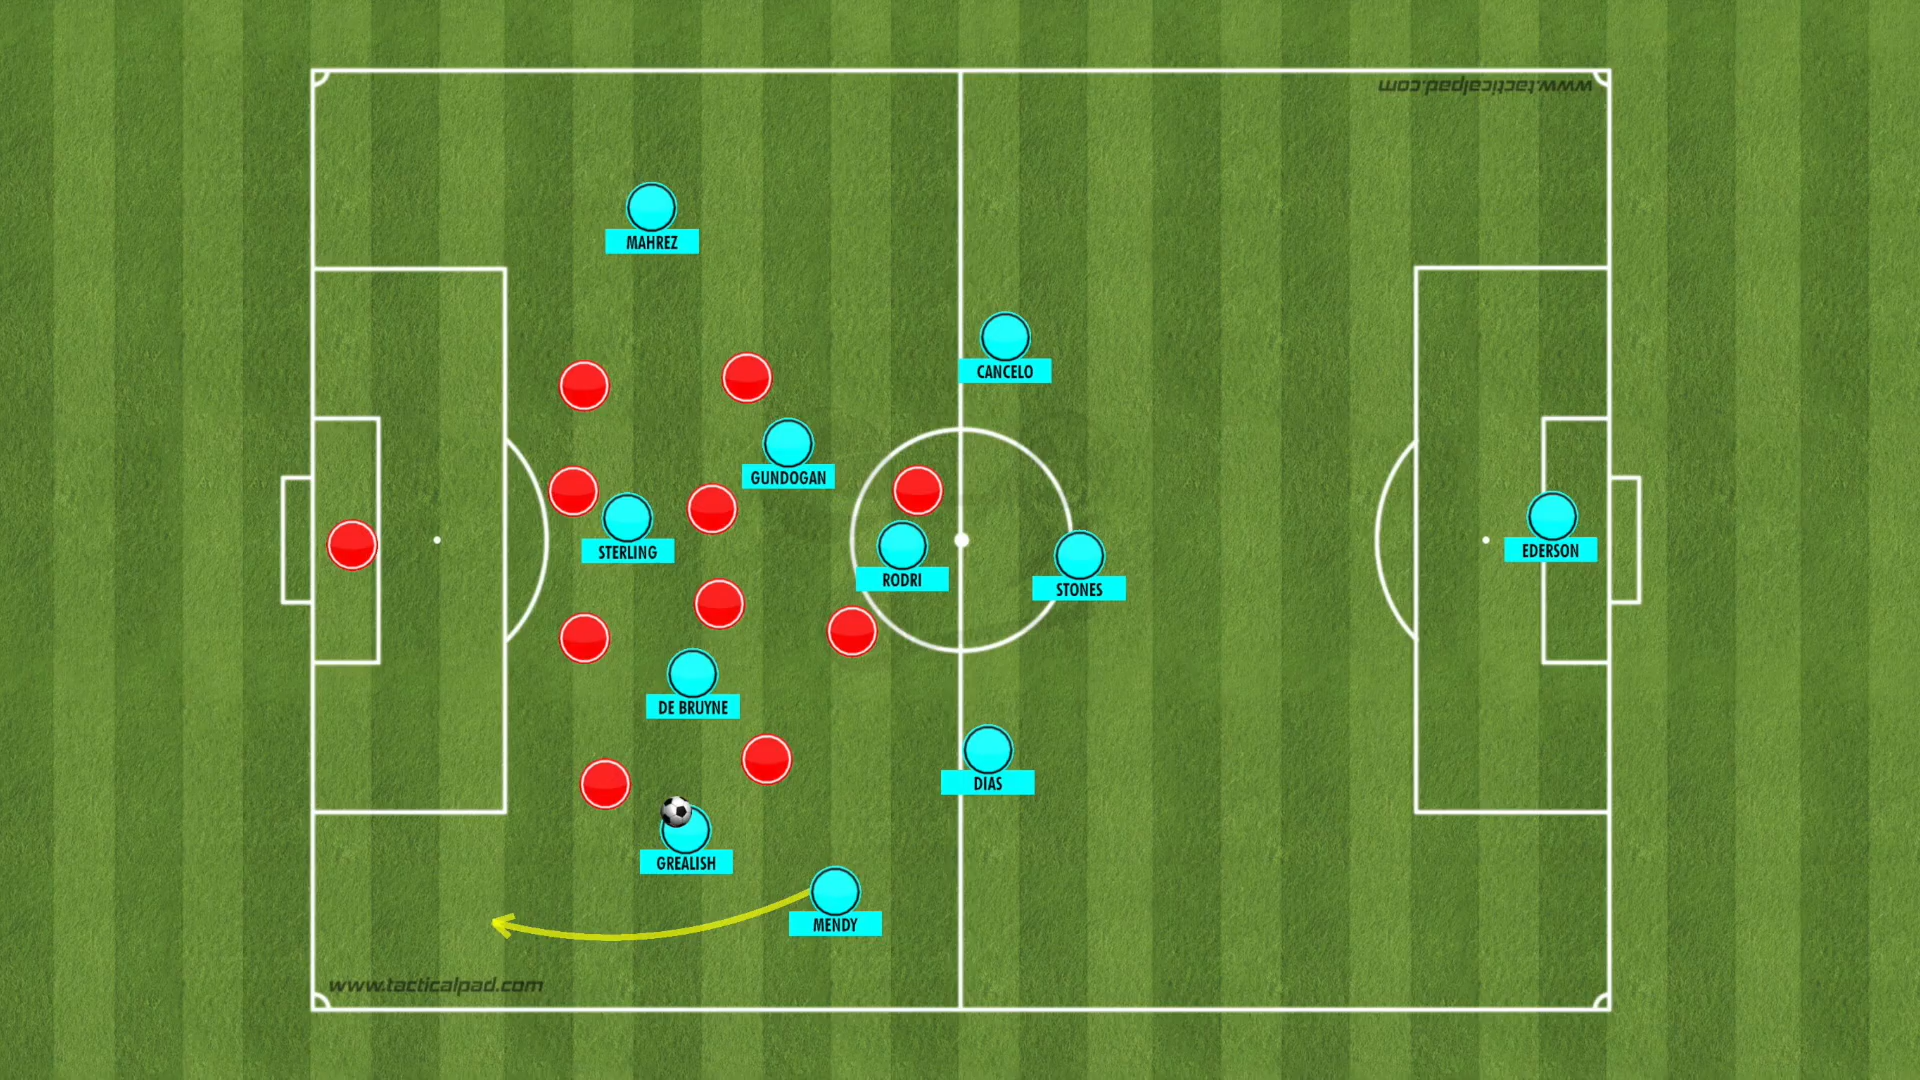 www.tacticalpad.com
MAHREZ
CANCELO
GUNDOGAN
STERLING
RODRI
STONES
EDERSON
DE BRUYNE
DIAS
GREALISH
MENDY
www.tacticalpad.com